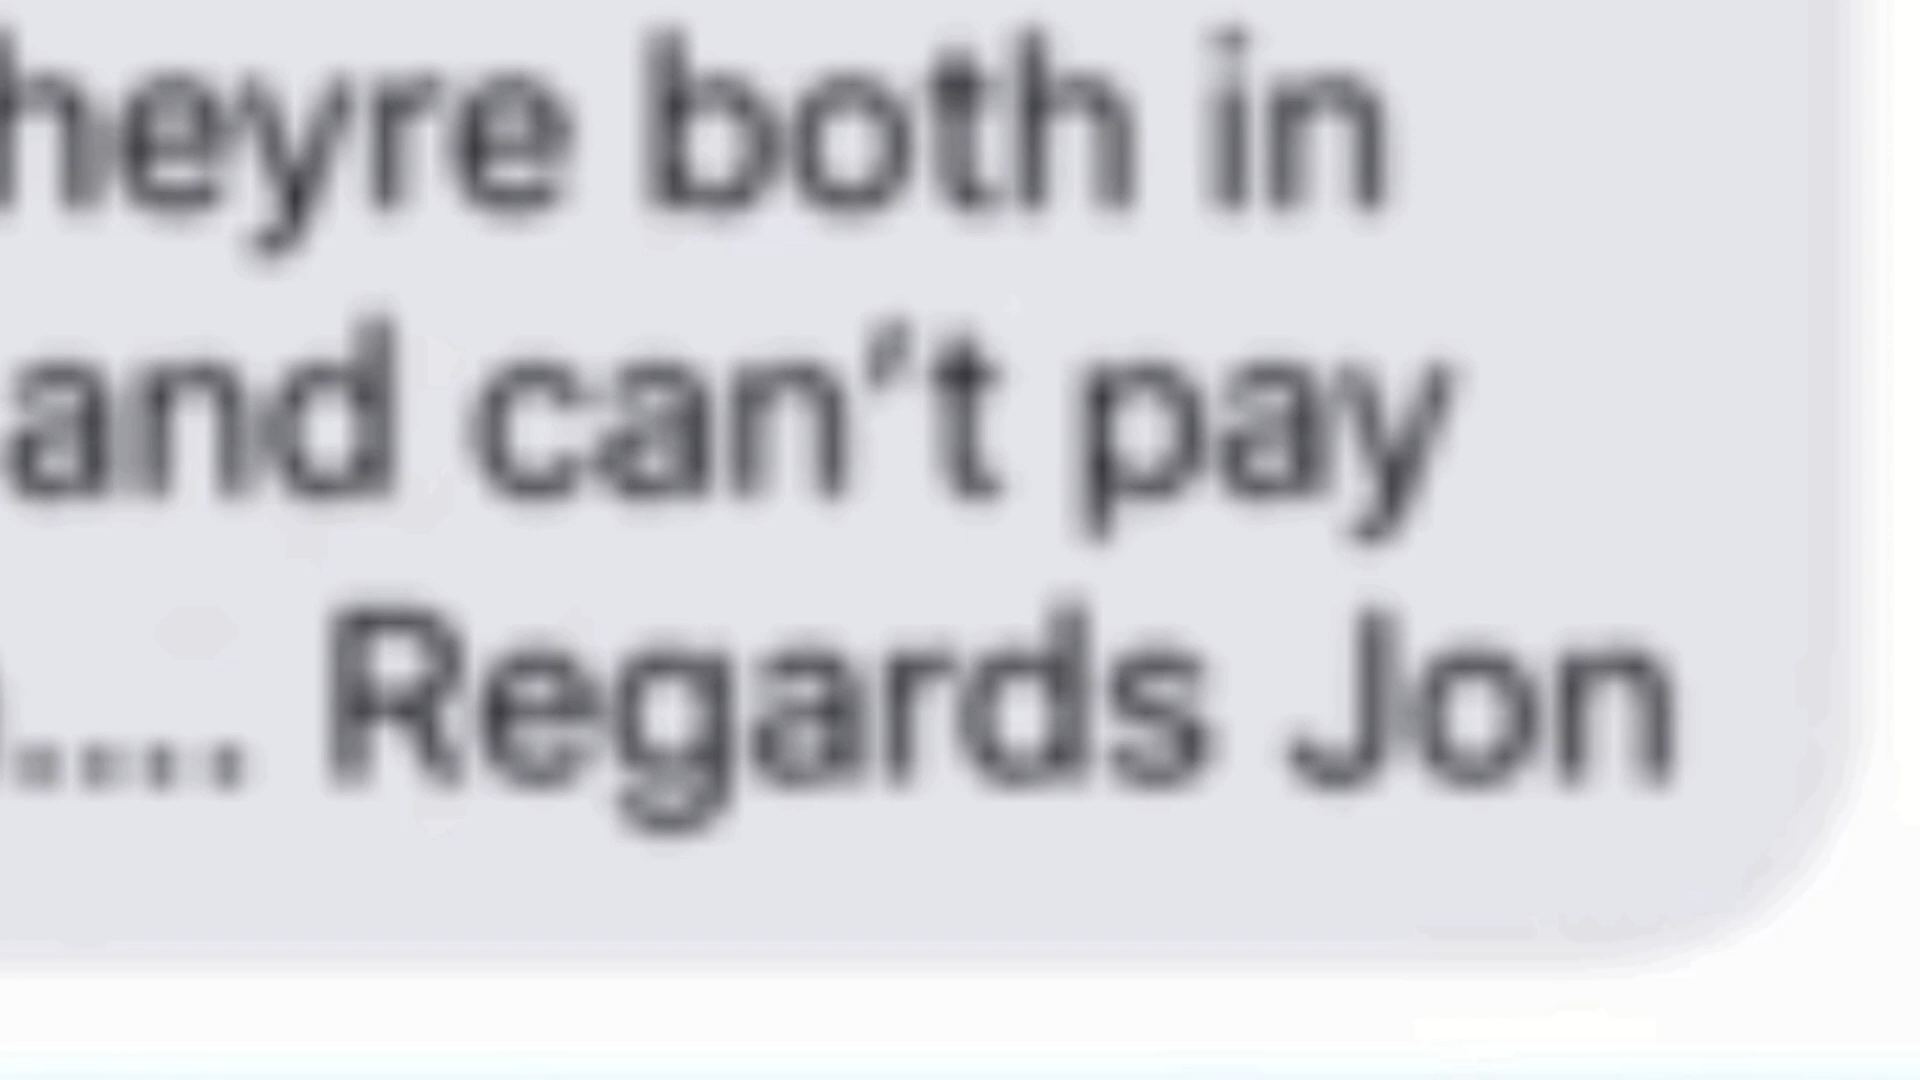 heyre both in
and can't pay
.... Regards Jon